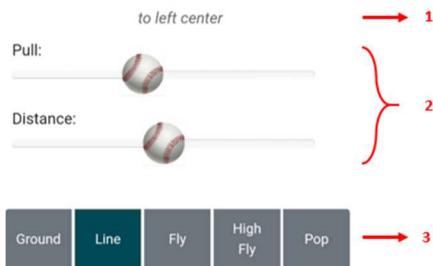 to left center
1
Pull:
2
Distance:
Ground Line Fly High Fly Pop
3